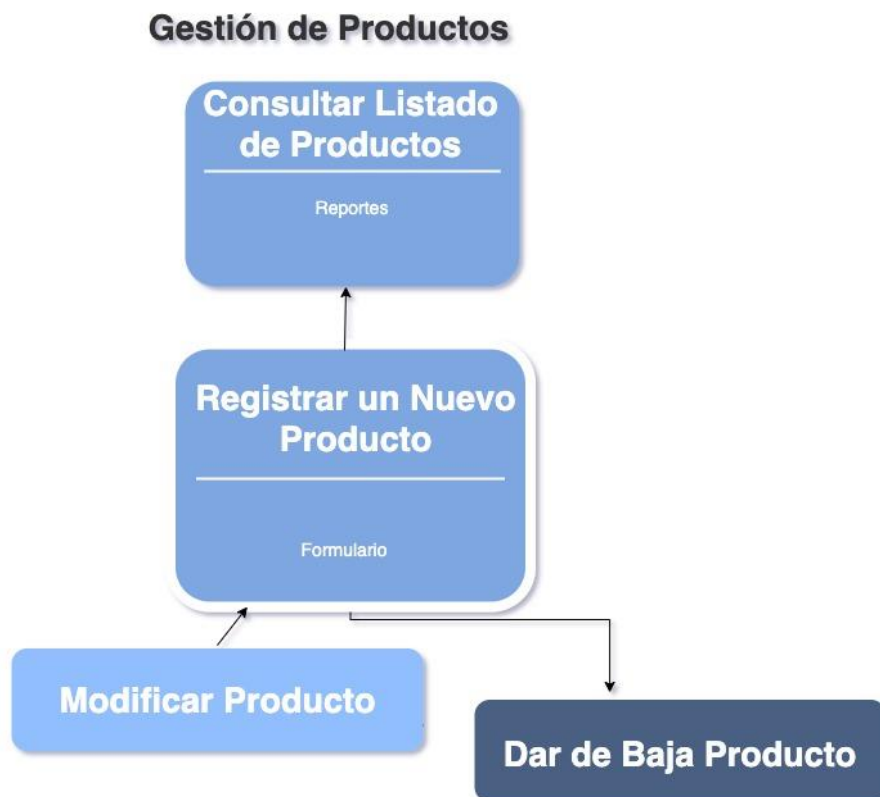 Gestión de Productos
Consultar Listado
de Productos
Reportes
Registrar un Nuevo
Producto
Formulario
Modificar Producto
Dar de Baja Producto